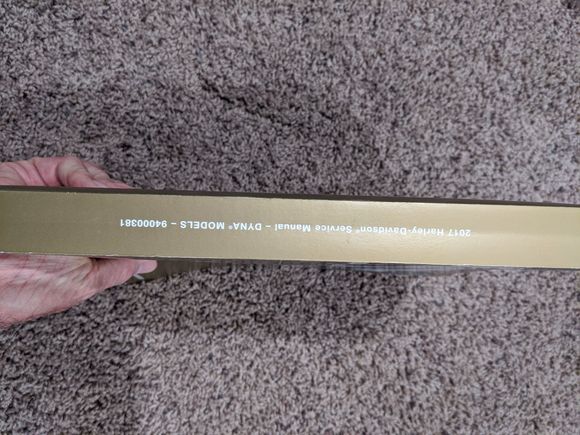 2017 Harley-Davidson® Service Manual – DYNA® MODELS – 94000381